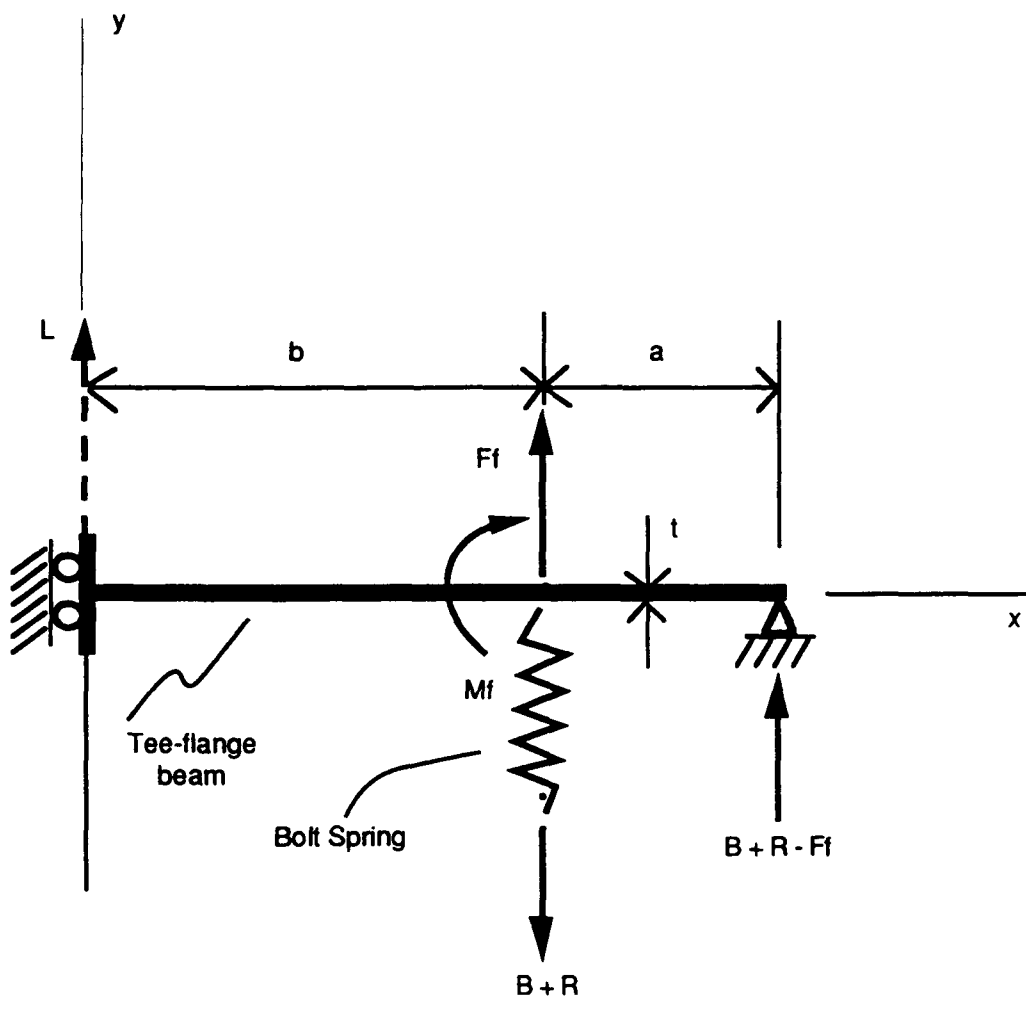 y
L
b
a
Ff
t
x
Mf
Tee-flange
beam
Bolt Spring
B + R - Ff
B + R